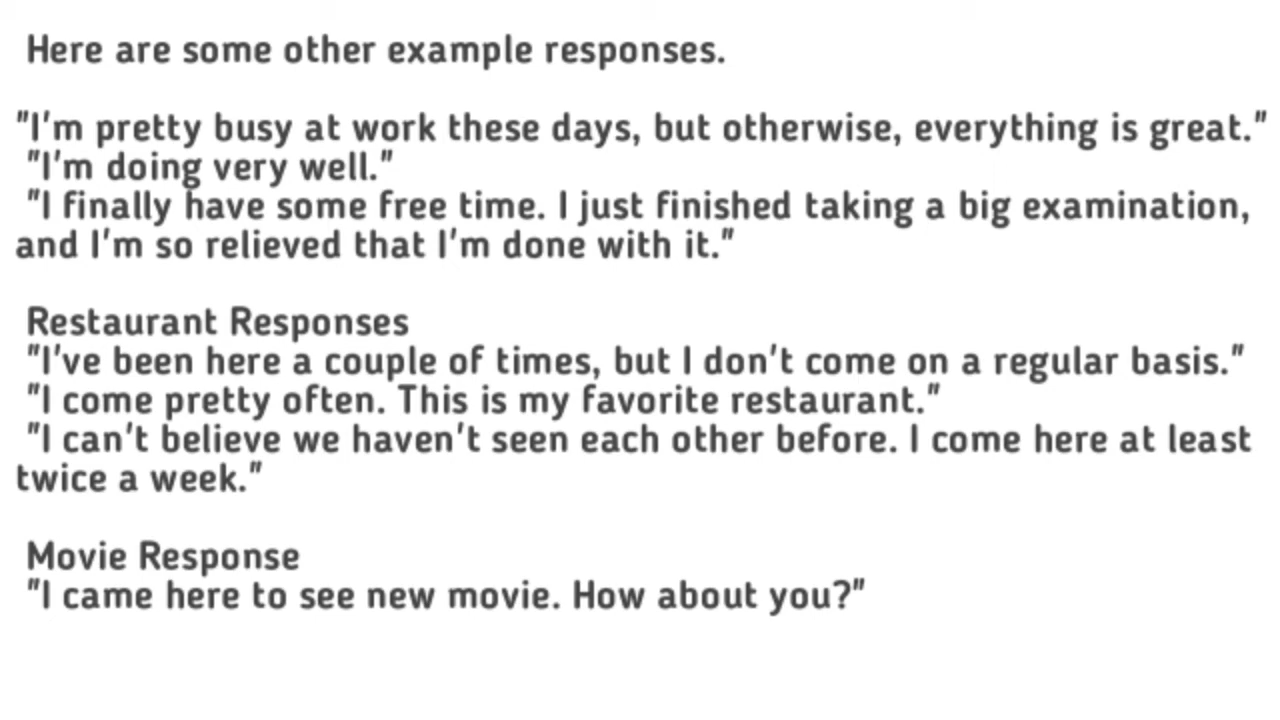 Here are some other example responses.
"I'm pretty busy at work these days, but otherwise, everything is great."
"I'm doing very well."
"I finally have some free time. I just finished taking a big examination,
and I'm so relieved that I'm done with it."
Restaurant Responses
"I've been here a couple of times, but I don't come on a regular basis."
"I come pretty often. This is my favorite restaurant."
"I can't believe we haven't seen each other before. I come here at least
twice a week."
Movie Response
"I came here to see new movie. How about you?"